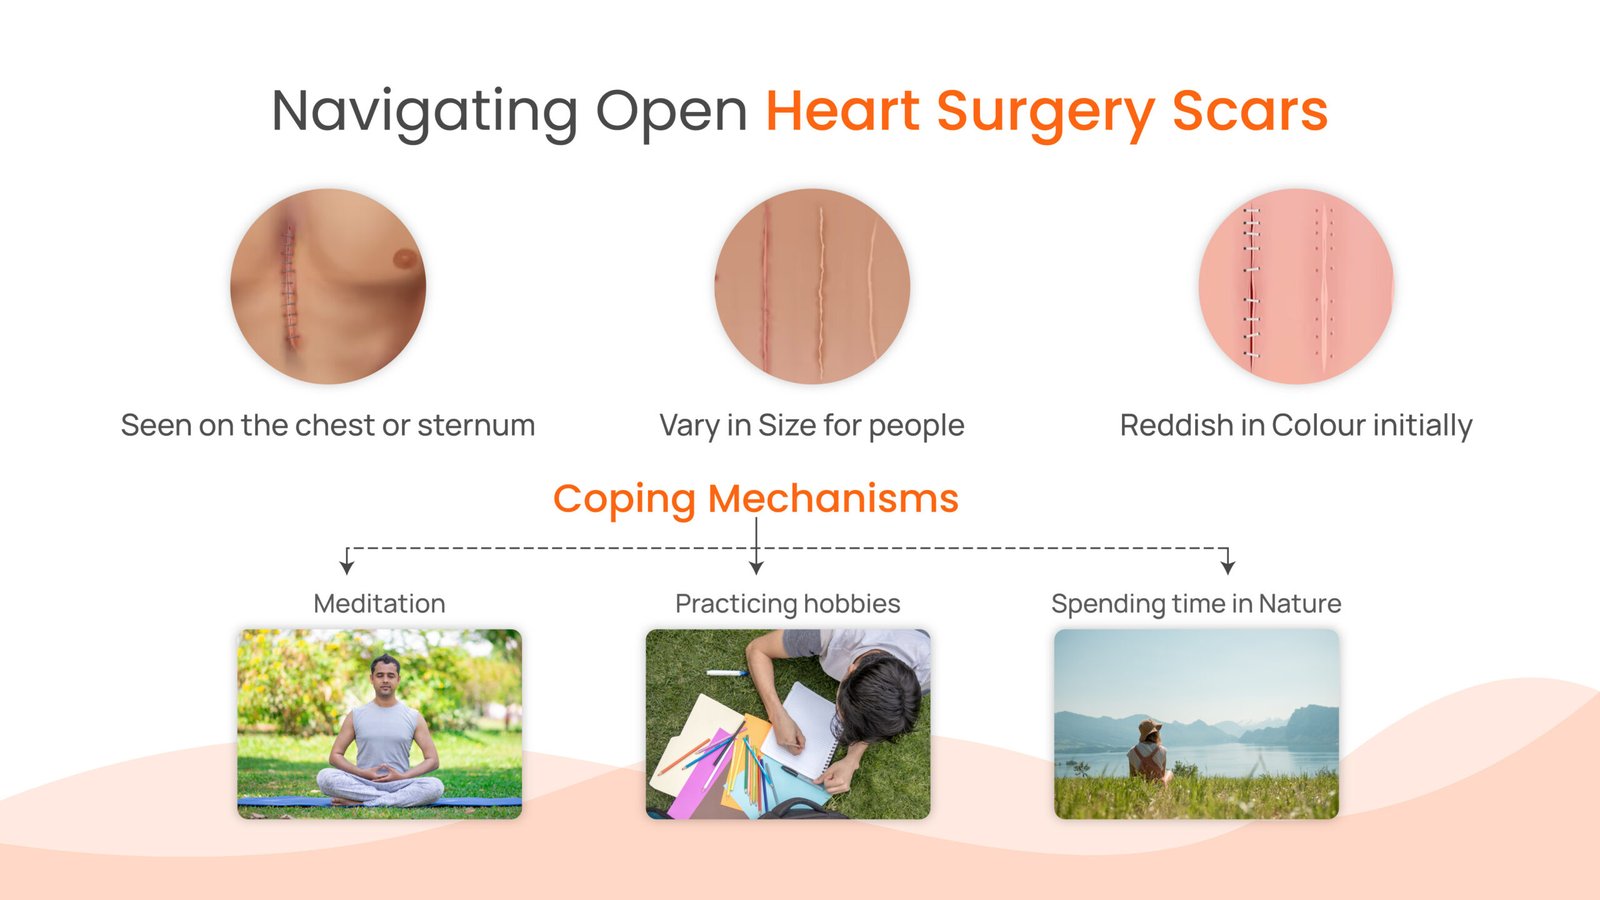 Navigating Open Heart Surgery Scars
Seen on the chest or sternum
Vary in Size for people
Reddish in Colour initially
Coping Mechanisms
Meditation
Practicing hobbies
Spending time in Nature